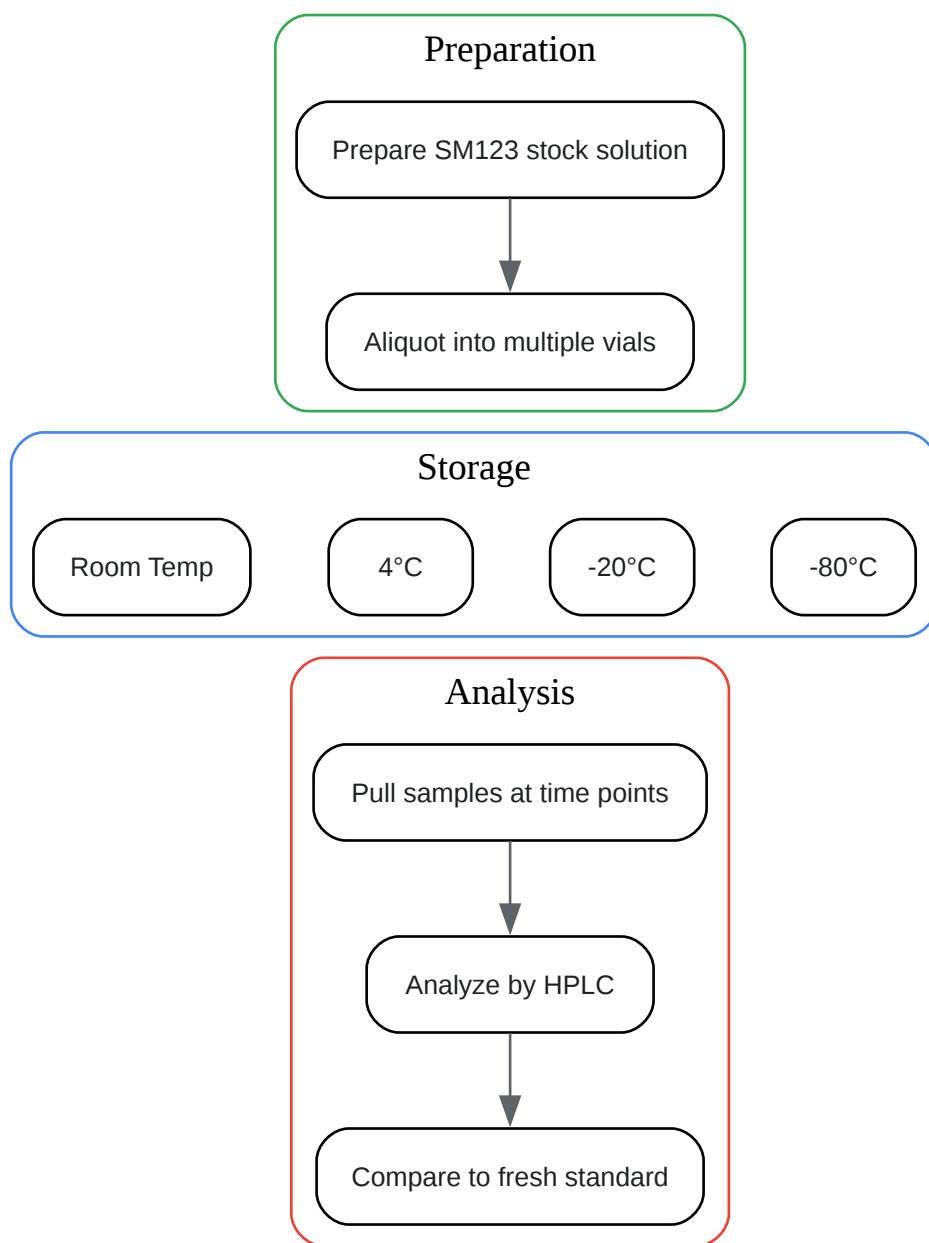 Preparation
Prepare SM123 stock solution
Aliquot into multiple vials
Storage
Room Temp
4°C
-20°C
-80°C
Analysis
Pull samples at time points
Analyze by HPLC
Compare to fresh standard